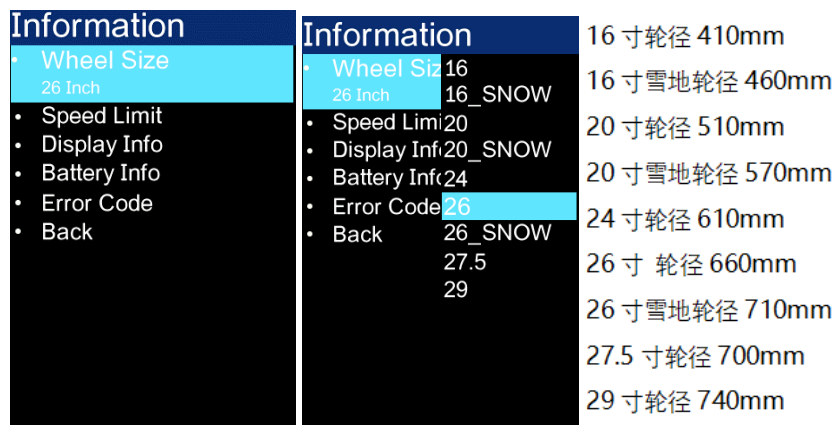 Information
• Wheel Size
26 Inch
• Speed Limit
• Display Info
• Battery Info
• Error Code
• Back
Information
• Wheel Siz
26 Inch
• Speed Limi
• Display Inf
• Battery Inf
• Error Code
• Back
16
16_SNOW
20
20_SNOW
24
26
26_SNOW
27.5
29
16 寸轮径 410mm
16 寸雪地轮径 460mm
20 寸轮径 510mm
20 寸雪地轮径 570mm
24 寸轮径 610mm
26 寸 轮径 660mm
26 寸雪地轮径 710mm
27.5 寸轮径 700mm
29 寸轮径 740mm